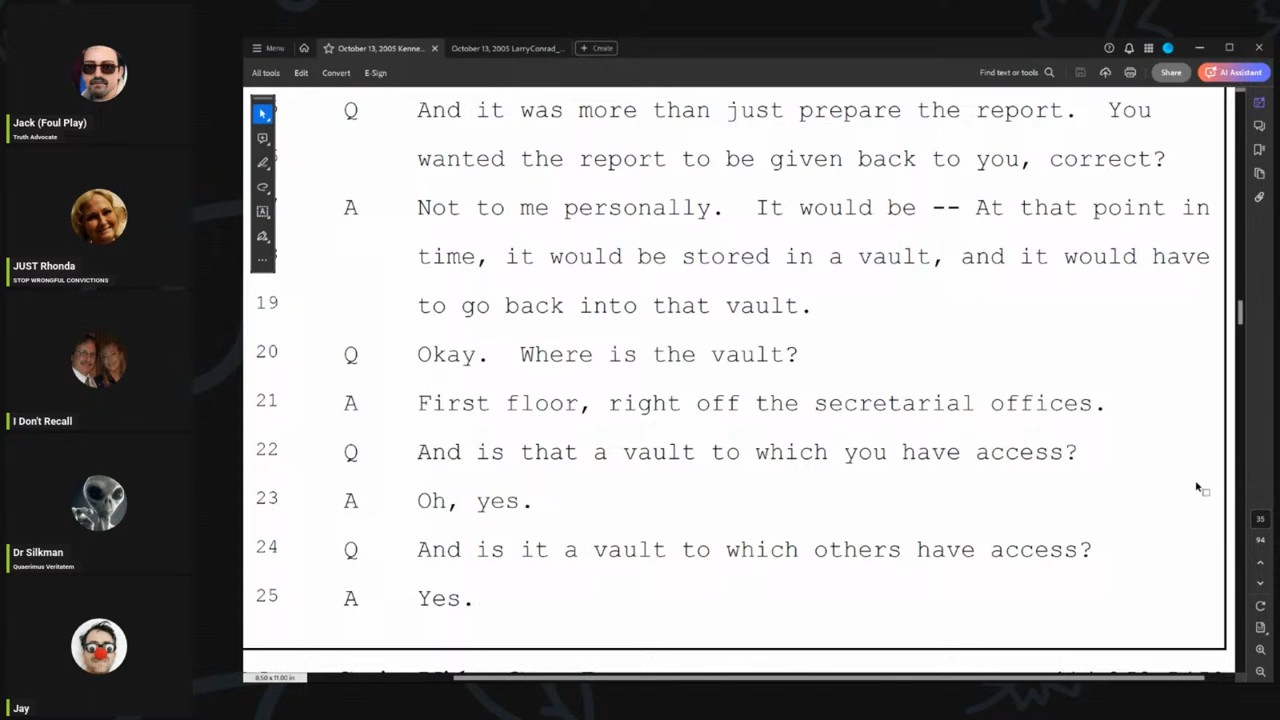 Menu
October 13, 2005 Kenne...
October 13, 2005 LarryConrad_...
+ Create
All tools Edit Convert E-Sign
Find text or tools
Share
AI Assistant
Q And it was more than just prepare the report. You
wanted the report to be given back to you, correct?
A Not to me personally. It would be -- At that point in
time, it would be stored in a vault, and it would have
19 to go back into that vault.
20 Q Okay. Where is the vault?
21 A First floor, right off the secretarial offices.
22 Q And is that a vault to which you have access?
23 A Oh, yes.
24 Q And is it a vault to which others have access?
25 A Yes.
35
94
8.50 x 11.00 in
Jack (Foul Play)
Truth Advocate
JUST Rhonda
STOP WRONGFUL CONVICTIONS
I Don't Recall
Dr Silkman
Quaerimus Veritatem
Jay